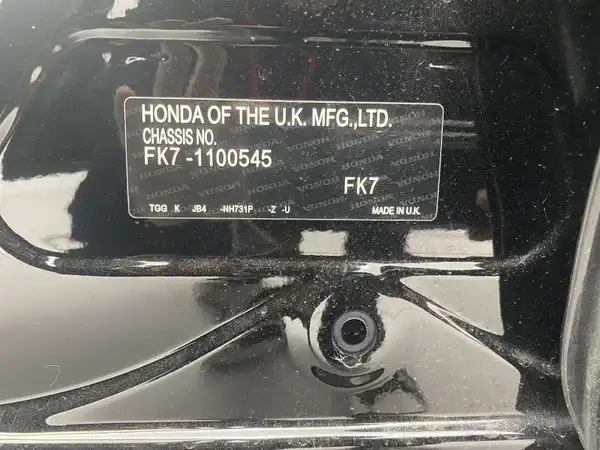 HONDA OF THE U.K. MFG.,LTD.
CHASSIS NO.
FK7 -1100545
FK7
TGG K JB4 -NH731P -Z -U MADE IN U.K.